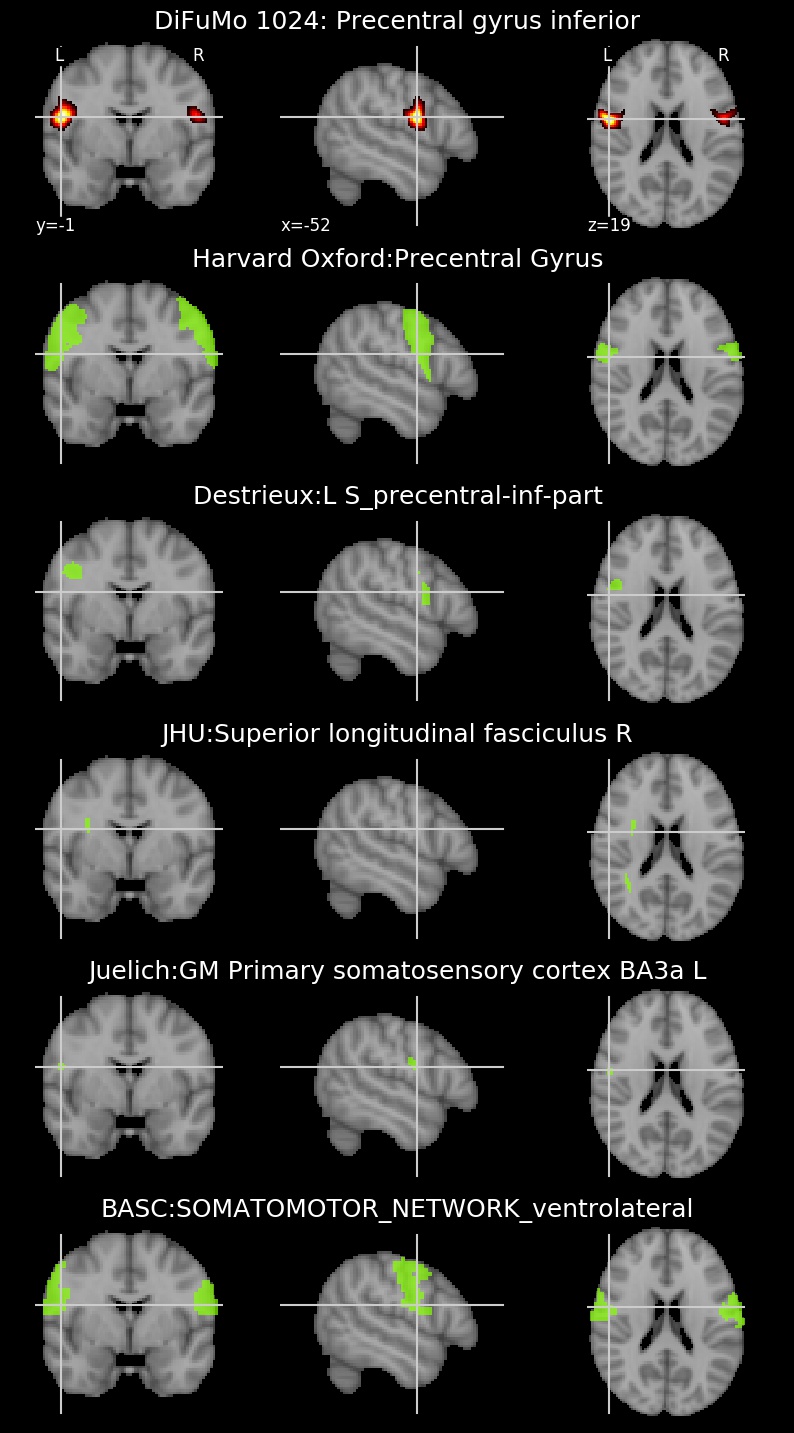 DiFuMo 1024: Precentral gyrus inferior
L R L R
y=-1 x=-52 z=19
Harvard Oxford:Precentral Gyrus
Destrieux:L S_precentral-inf-part
JHU:Superior longitudinal fasciculus R
Juelich:GM Primary somatosensory cortex BA3a L
BASC:SOMATOMOTOR_NETWORK_ventrolateral